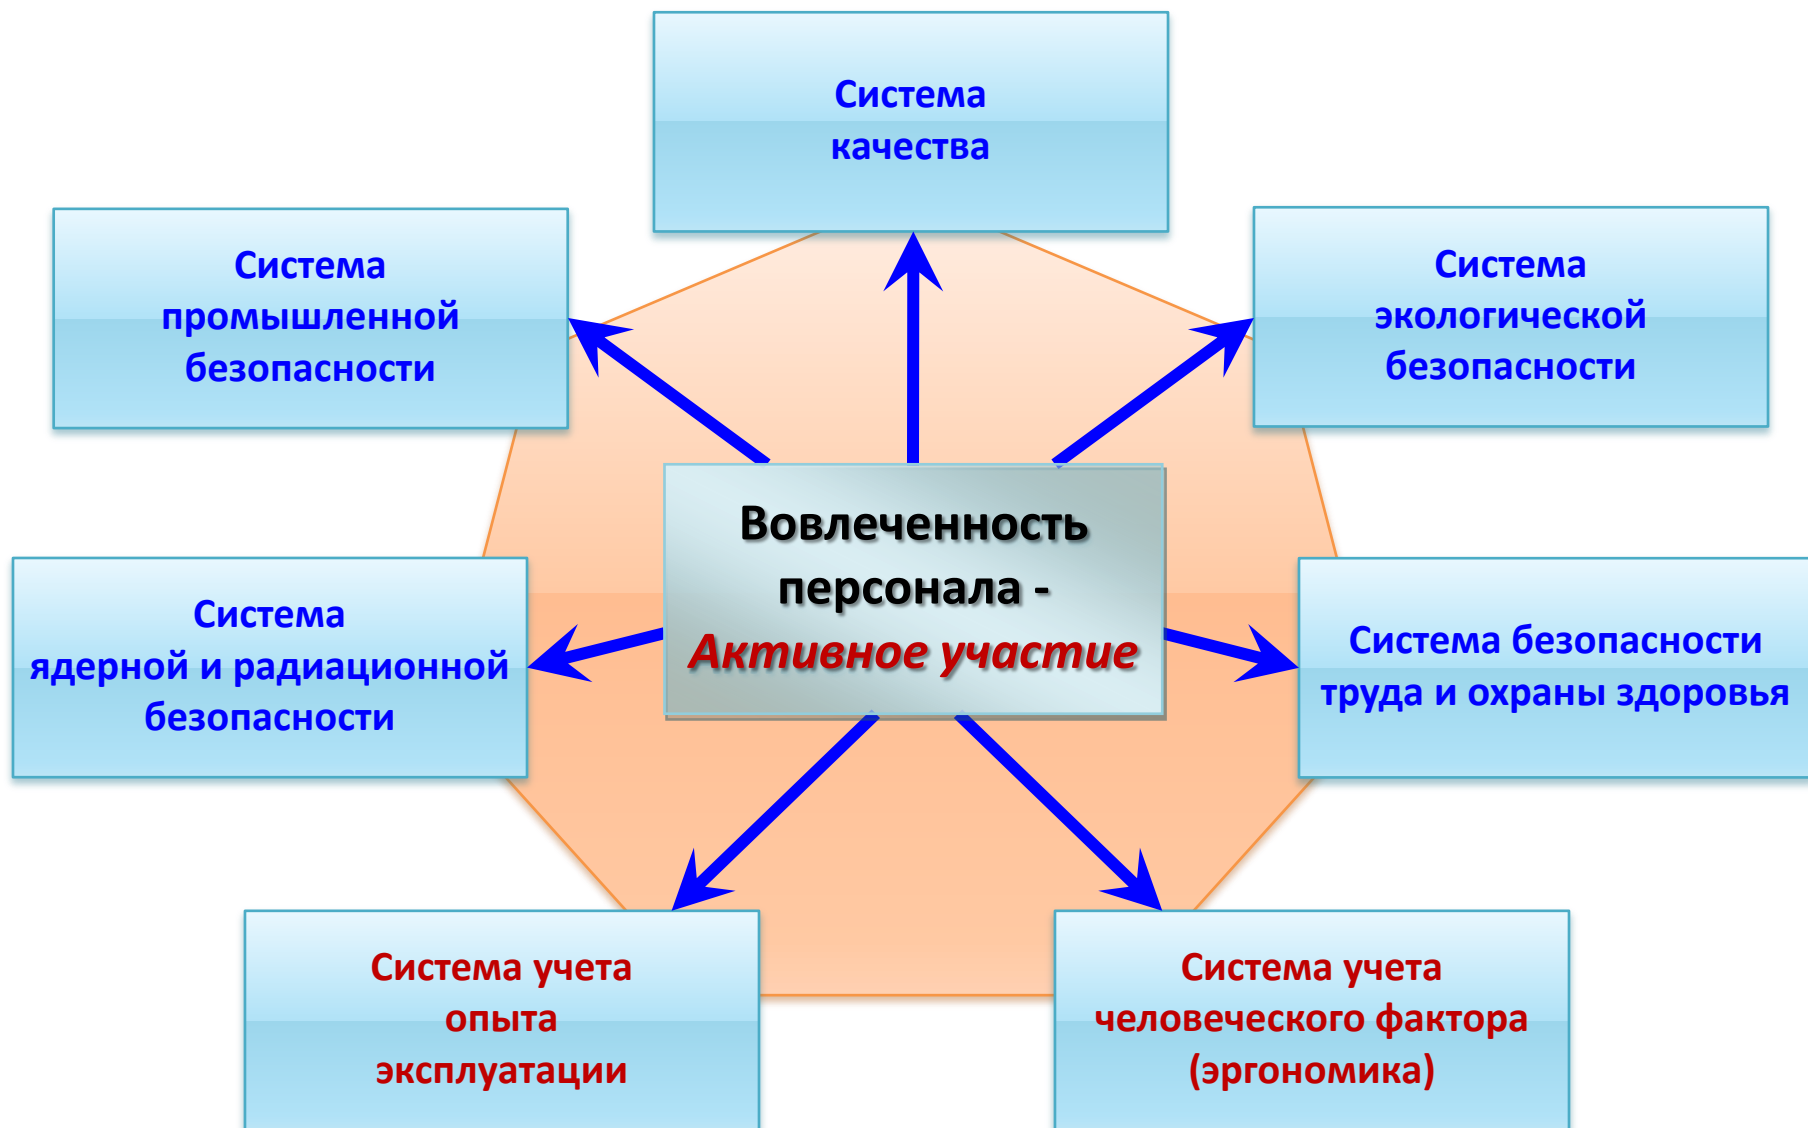 Система
качества
Система
промышленной
безопасности
Система
экологической
безопасности
Вовлеченность
персонала -
Активное участие
Система
ядерной и радиационной
безопасности
Система безопасности
труда и охраны здоровья
Система учета
опыта
эксплуатации
Система учета
человеческого фактора
(эргономика)